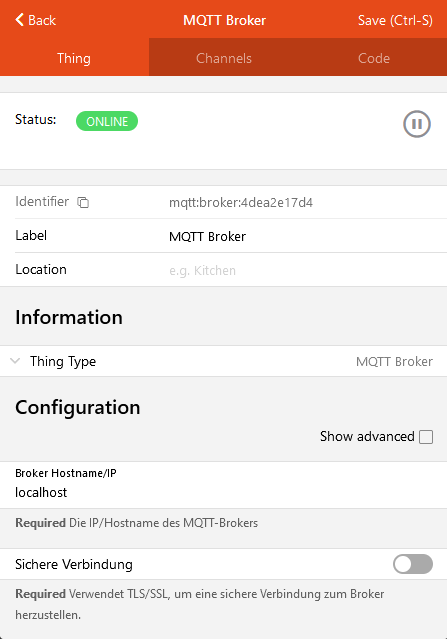 Back
MQTT Broker
Save (Ctrl-S)
Thing
Channels
Code
Status:
ONLINE
Identifier
mqtt:broker:4dea2e17d4
Label
MQTT Broker
Location
e.g. Kitchen
Information
Thing Type
MQTT Broker
Configuration
Show advanced
Broker Hostname/IP
localhost
Required Die IP/Hostname des MQTT-Brokers
Sichere Verbindung
Required Verwendet TLS/SSL, um eine sichere Verbindung zum Broker
herzustellen.